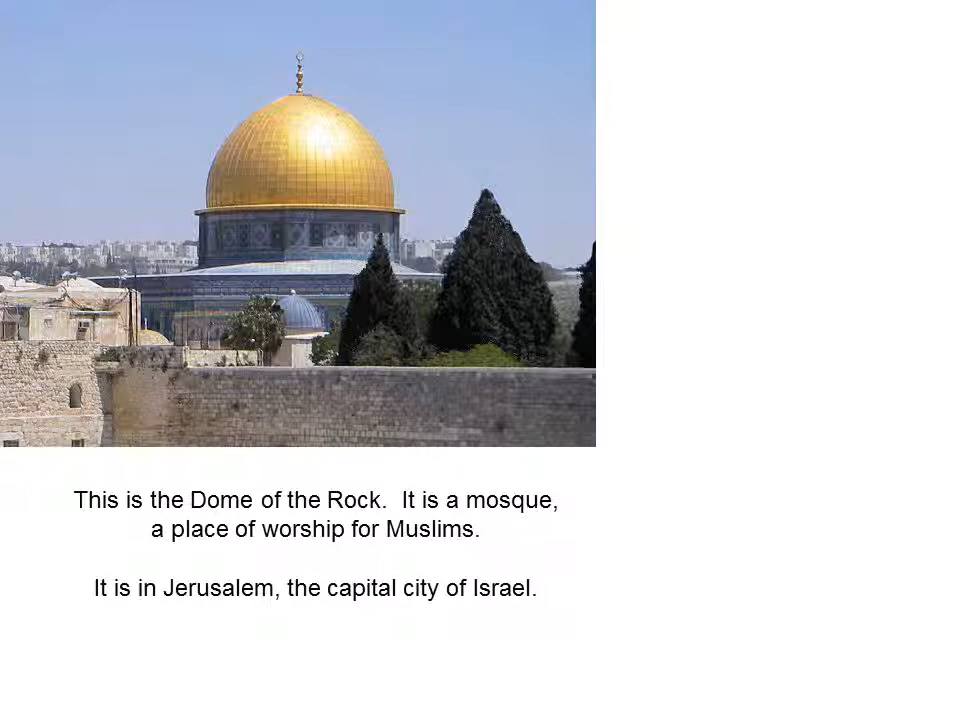 This is the Dome of the Rock.  It is a mosque,
a place of worship for Muslims.
It is in Jerusalem, the capital city of Israel.